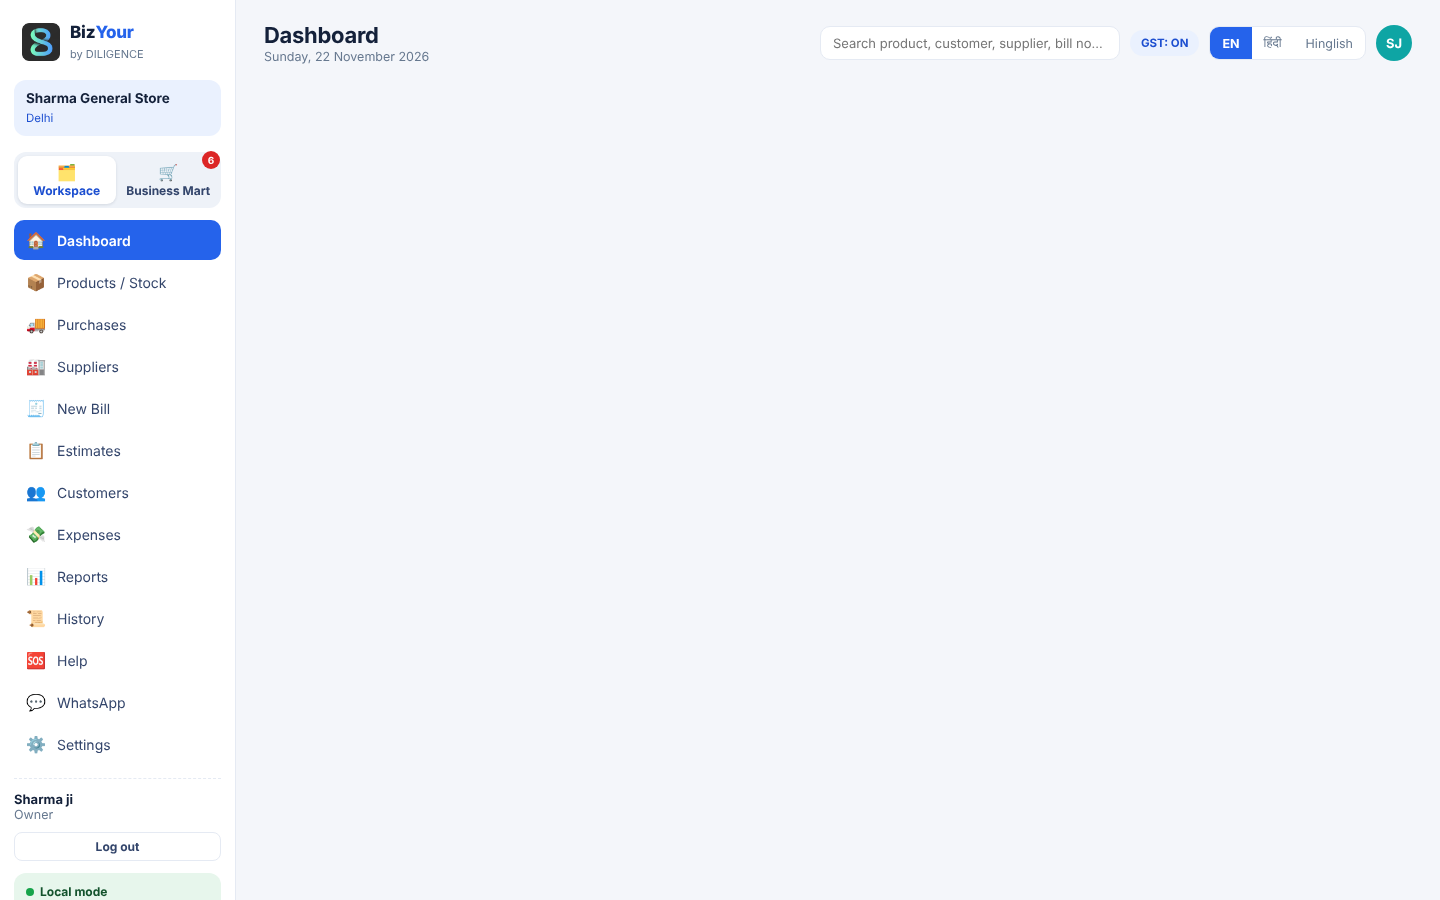 BizYour
by DILIGENCE
Sharma General Store
Delhi
Workspace
Business Mart
6
Dashboard
Products / Stock
Purchases
Suppliers
New Bill
Estimates
Customers
Expenses
Reports
History
SOS
Help
WhatsApp
Settings
Sharma ji
Owner
Log out
Local mode
Dashboard
Sunday, 22 November 2026
Search product, customer, supplier, bill no...
GST: ON
EN
हिंदी
Hinglish
SJ